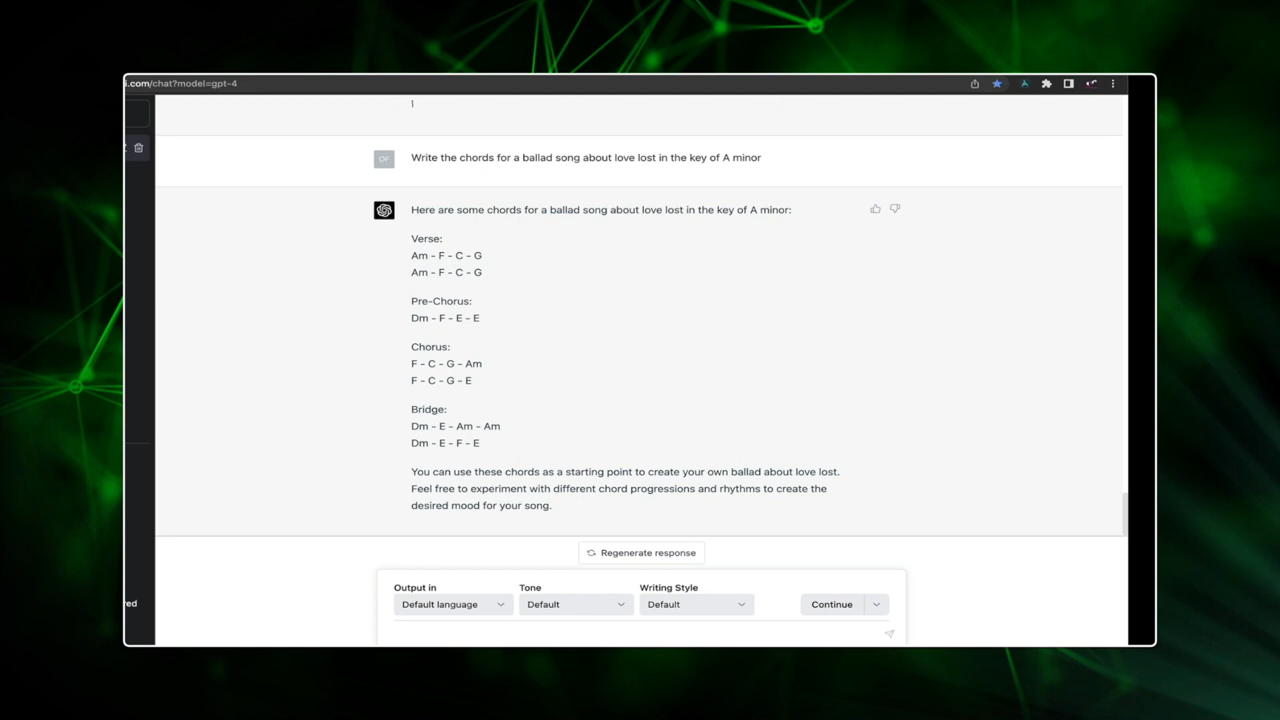 i.com/chat?model=gpt-4
OF
Write the chords for a ballad song about love lost in the key of A minor
Here are some chords for a ballad song about love lost in the key of A minor:
Verse:
Am - F - C - G
Am - F - C - G
Pre-Chorus:
Dm - F - E - E
Chorus:
F - C - G - Am
F - C - G - E
Bridge:
Dm - E - Am - Am
Dm - E - F - E
You can use these chords as a starting point to create your own ballad about love lost.
Feel free to experiment with different chord progressions and rhythms to create the
desired mood for your song.
Regenerate response
Output in Tone Writing Style
Default language Default Default Continue
red